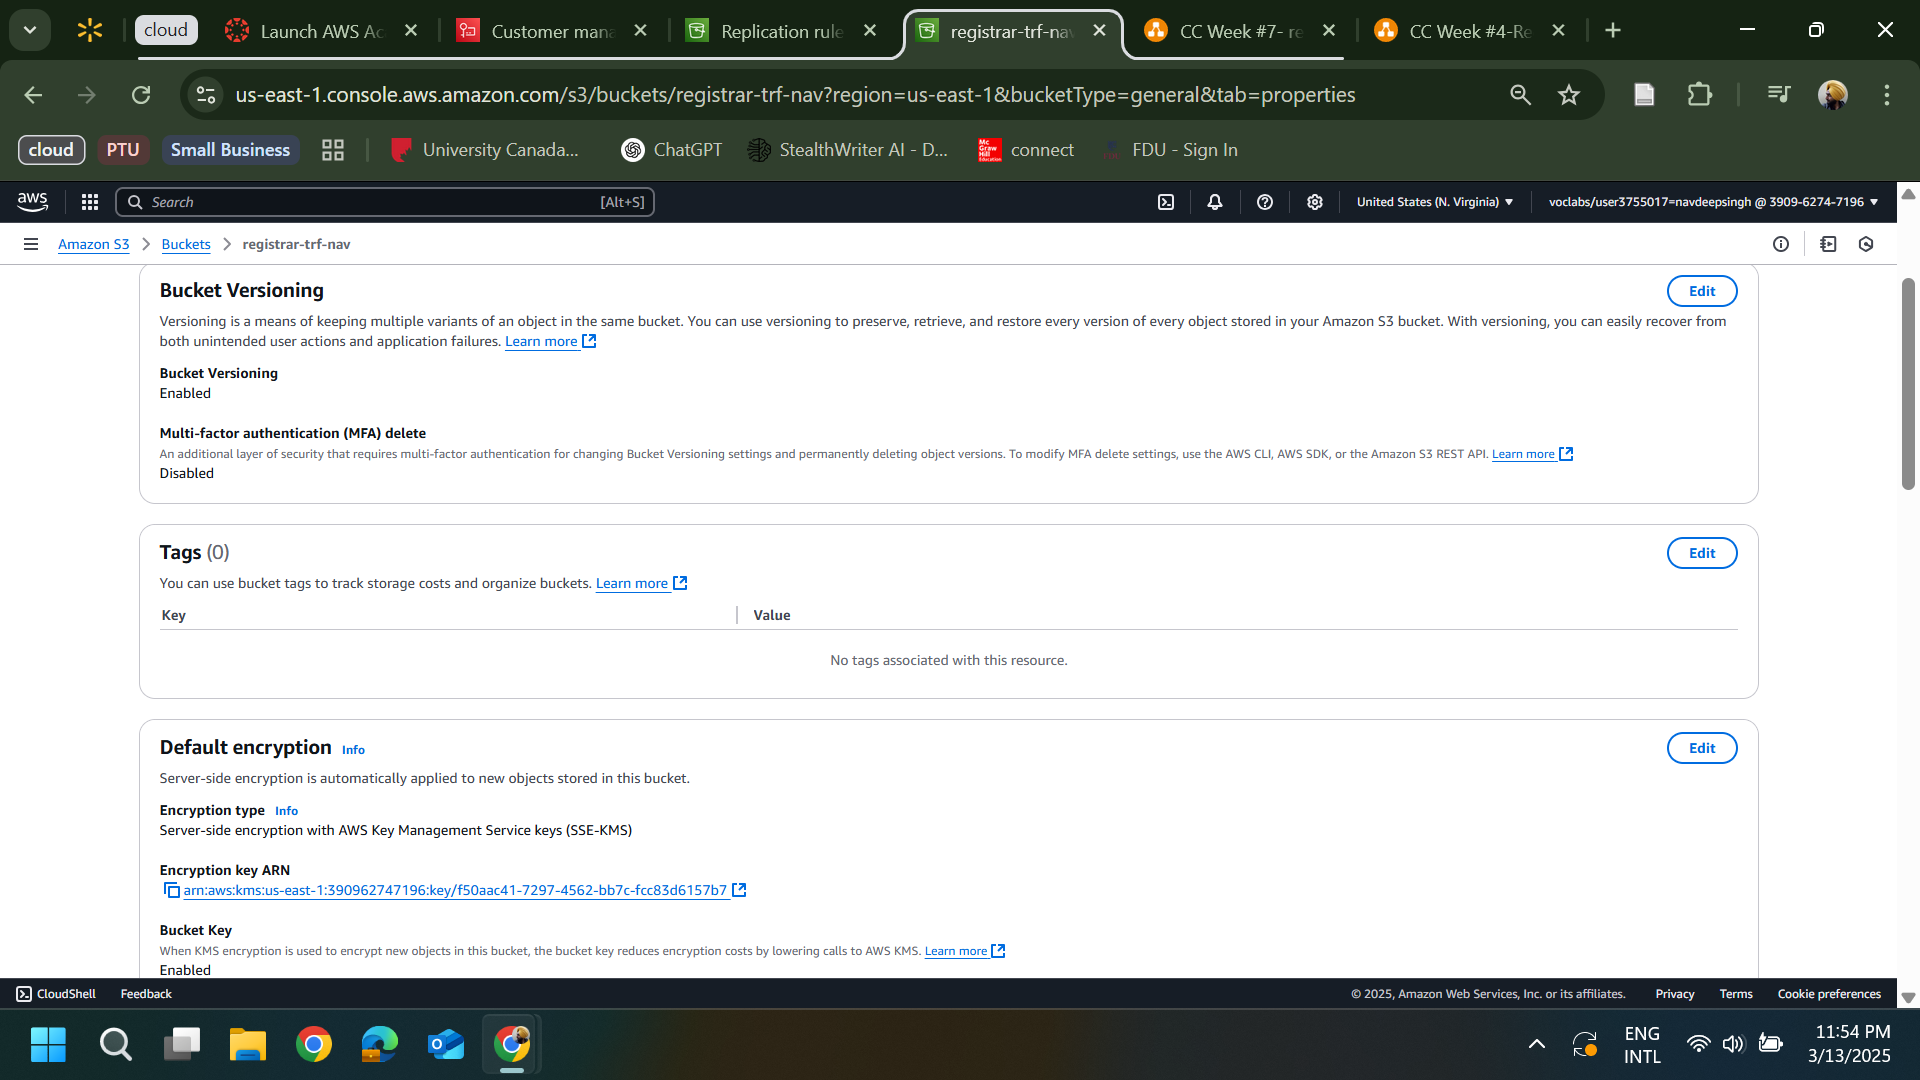 cloud
Launch AWS Ac
Customer mana
Replication rule
registrar-trf-nav
CC Week #7- re
CC Week #4-Re
us-east-1.console.aws.amazon.com/s3/buckets/registrar-trf-nav?region=us-east-1&bucketType=general&tab=properties
cloud
PTU
Small Business
University Canada...
ChatGPT
StealthWriter AI - D...
Mc Graw Hill Education
connect
FDU - Sign In
aws
Search
[Alt+S]
United States (N. Virginia)
voclabs/user3755017=navdeepsingh @ 3909-6274-7196
Amazon S3
Buckets
registrar-trf-nav
Bucket Versioning
Edit
Versioning is a means of keeping multiple variants of an object in the same bucket. You can use versioning to preserve, retrieve, and restore every version of every object stored in your Amazon S3 bucket. With versioning, you can easily recover from
both unintended user actions and application failures. Learn more
Bucket Versioning
Enabled
Multi-factor authentication (MFA) delete
An additional layer of security that requires multi-factor authentication for changing Bucket Versioning settings and permanently deleting object versions. To modify MFA delete settings, use the AWS CLI, AWS SDK, or the Amazon S3 REST API. Learn more
Disabled
Tags (0)
Edit
You can use bucket tags to track storage costs and organize buckets. Learn more
Key
Value
No tags associated with this resource.
Default encryption Info
Edit
Server-side encryption is automatically applied to new objects stored in this bucket.
Encryption type Info
Server-side encryption with AWS Key Management Service keys (SSE-KMS)
Encryption key ARN
arn:aws:kms:us-east-1:390962747196:key/f50aac41-7297-4562-bb7c-fcc83d6157b7
Bucket Key
When KMS encryption is used to encrypt new objects in this bucket, the bucket key reduces encryption costs by lowering calls to AWS KMS. Learn more
Enabled
CloudShell
Feedback
© 2025, Amazon Web Services, Inc. or its affiliates.
Privacy
Terms
Cookie preferences
ENG
INTL
11:54 PM
3/13/2025